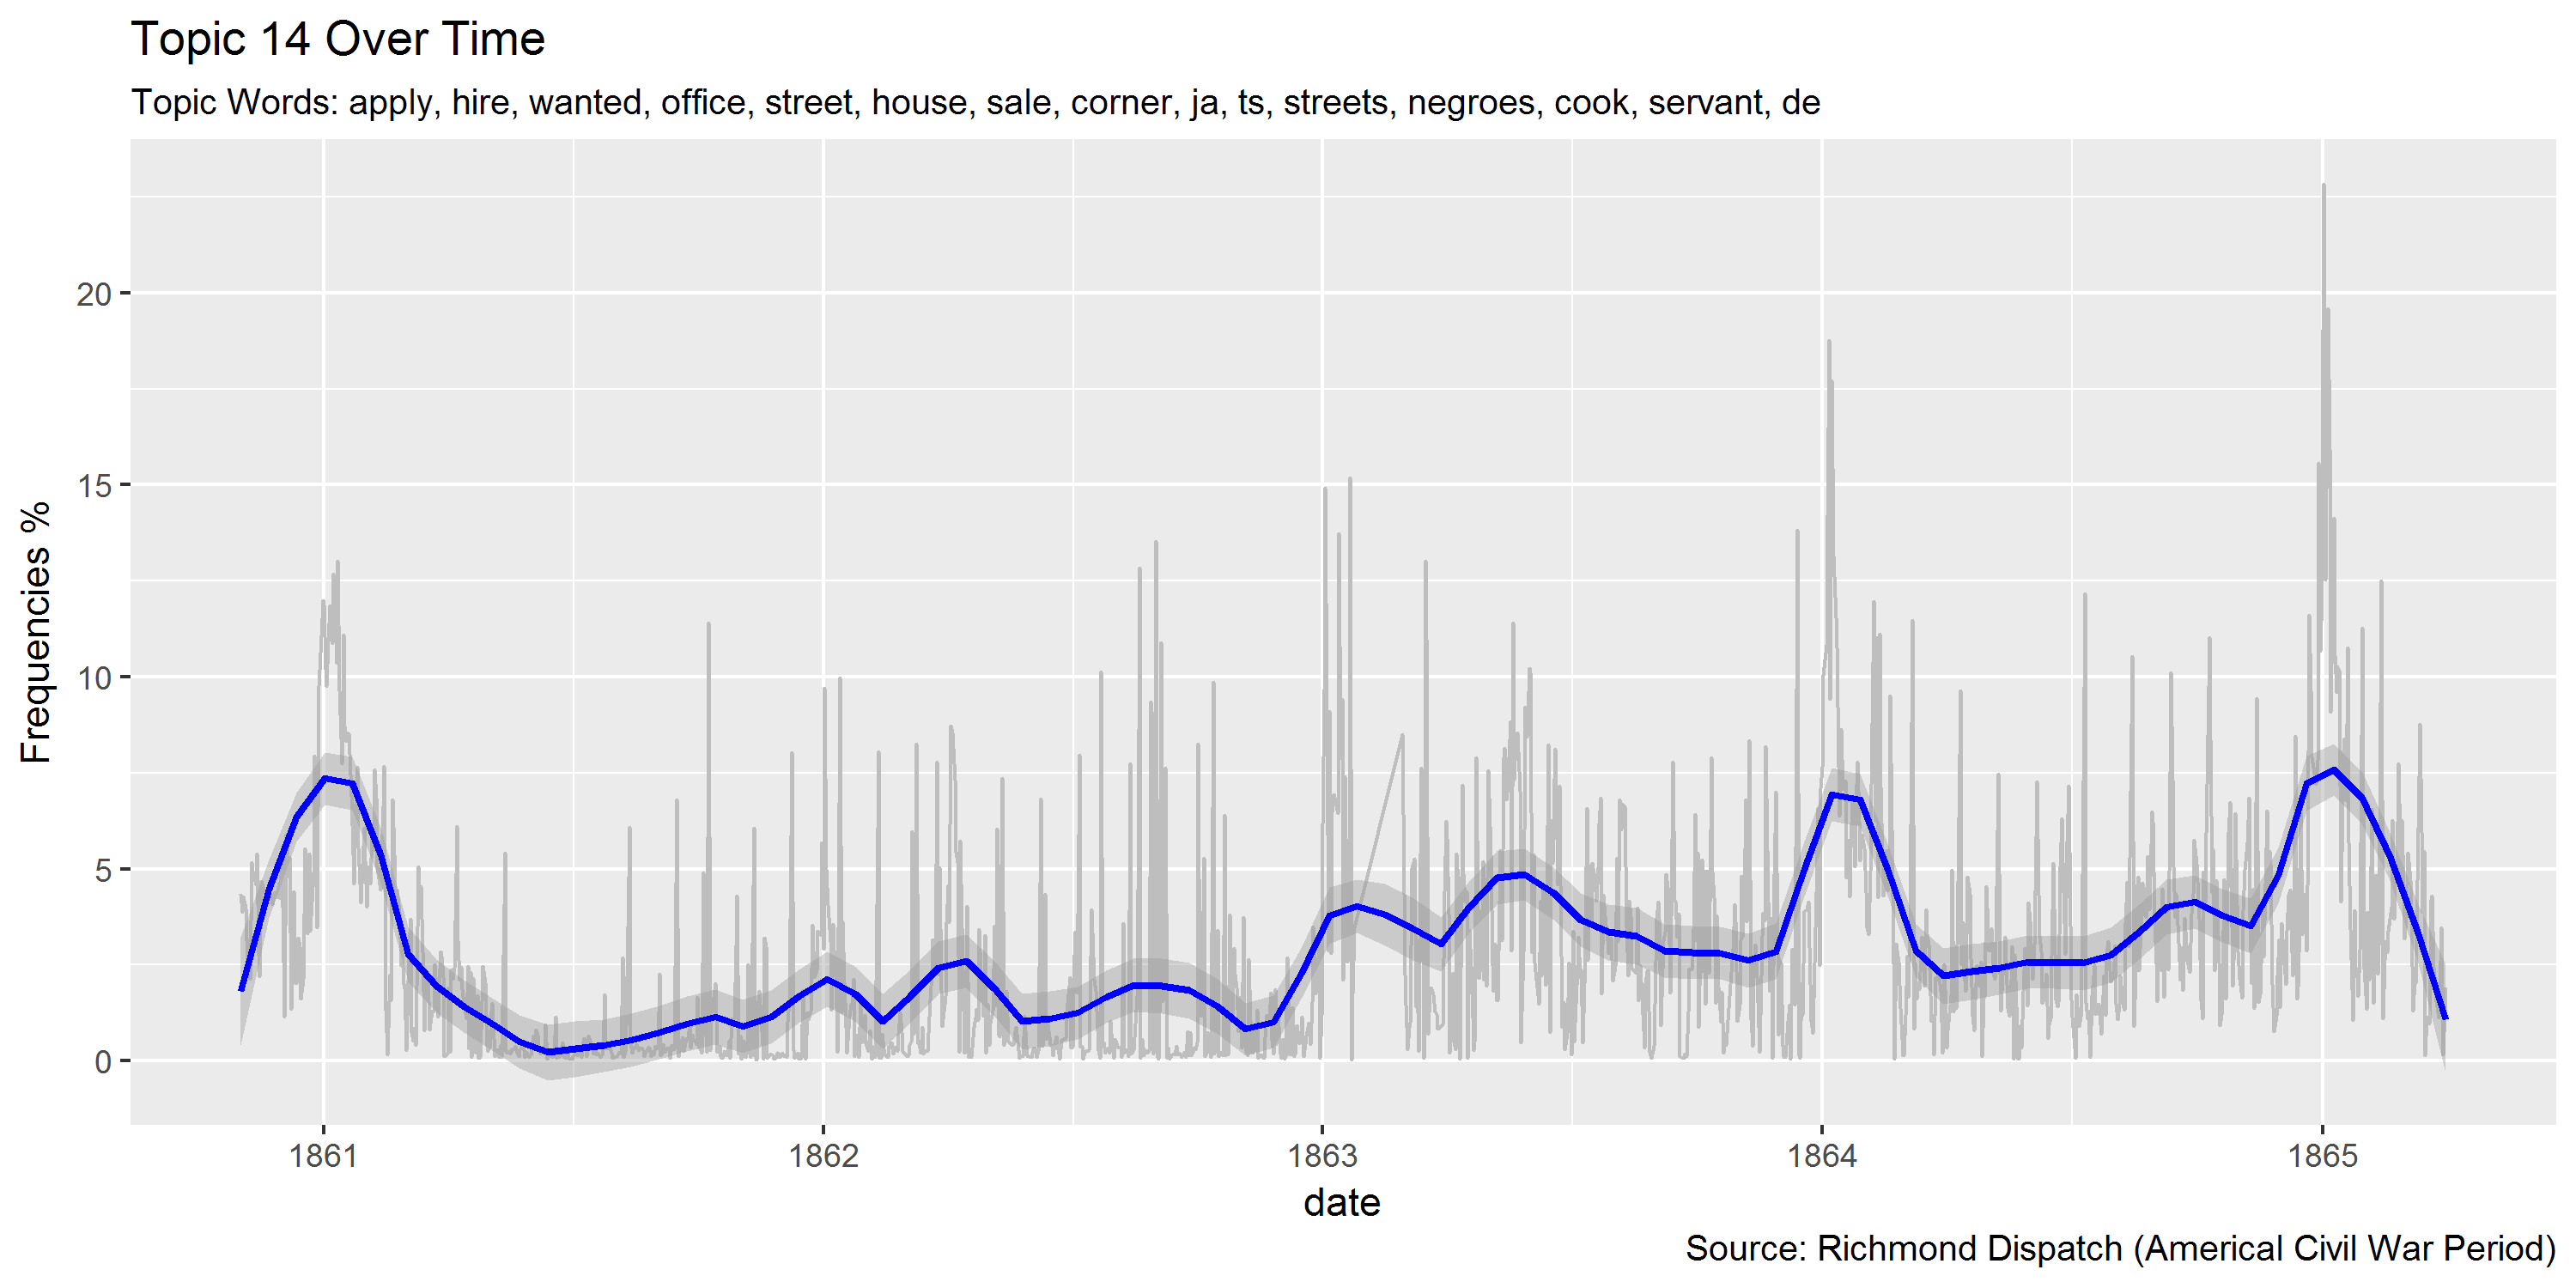 Topic 14 Over Time
Topic Words: apply, hire, wanted, office, street, house, sale, corner, ja, ts, streets, negroes, cook, servant, de
Frequencies %
20
15
10
5
0
1861 1862 1863 1864 1865
date
Source: Richmond Dispatch (Americal Civil War Period)